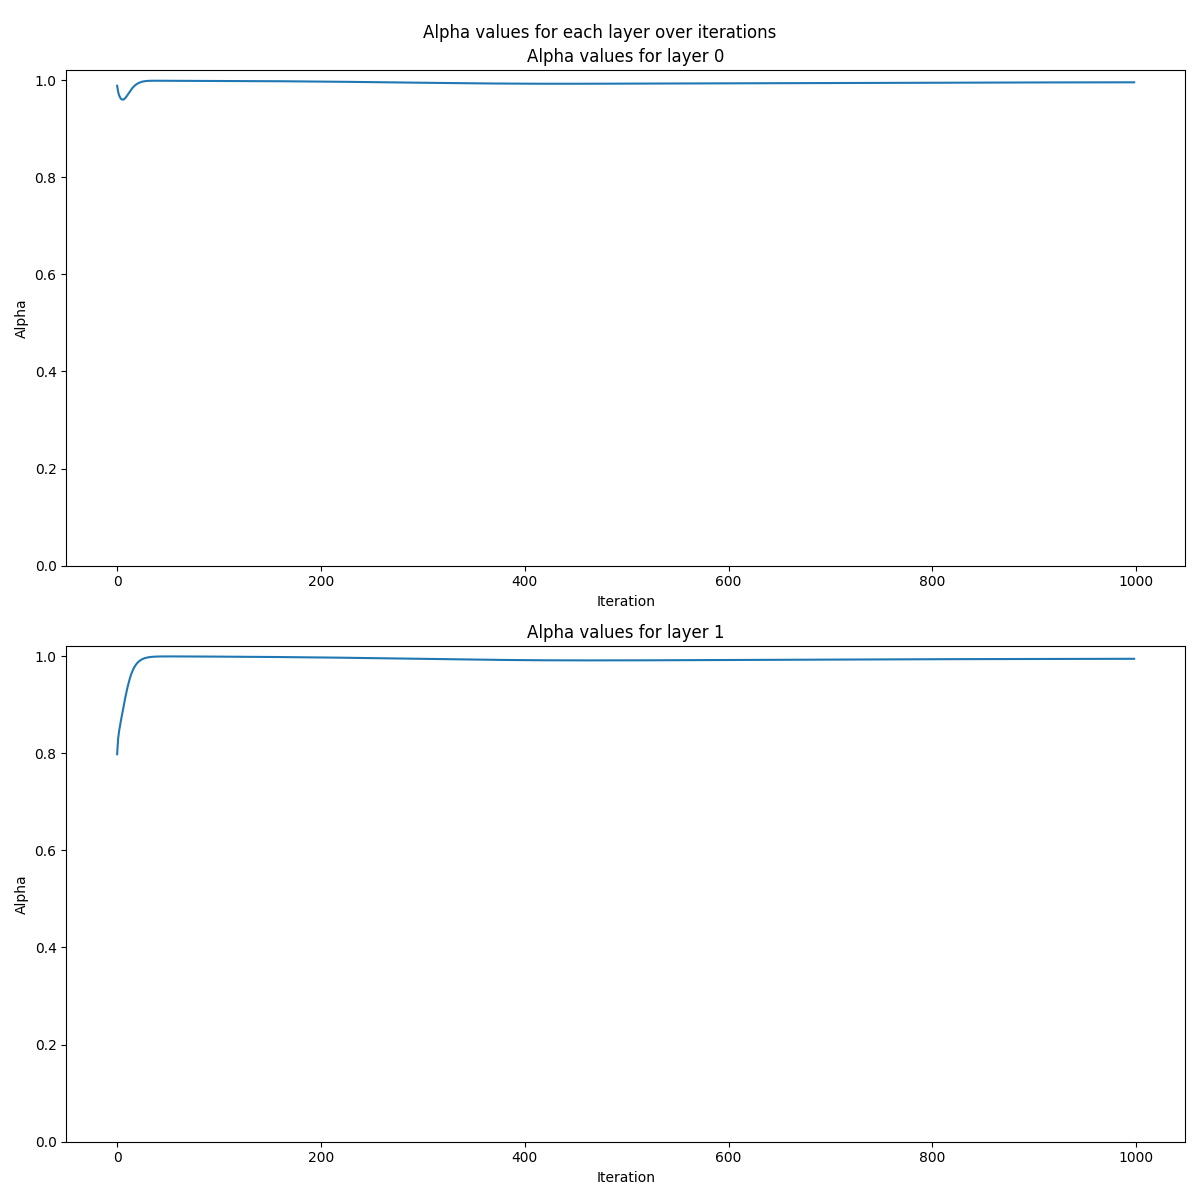 Alpha values for each layer over iterations
Alpha values for layer 0
1.0
0.8
0.6
0.4
0.2
0.0
Alpha
0 200 400 600 800 1000
Iteration
Alpha values for layer 1
1.0
0.8
0.6
0.4
0.2
0.0
Alpha
0 200 400 600 800 1000
Iteration